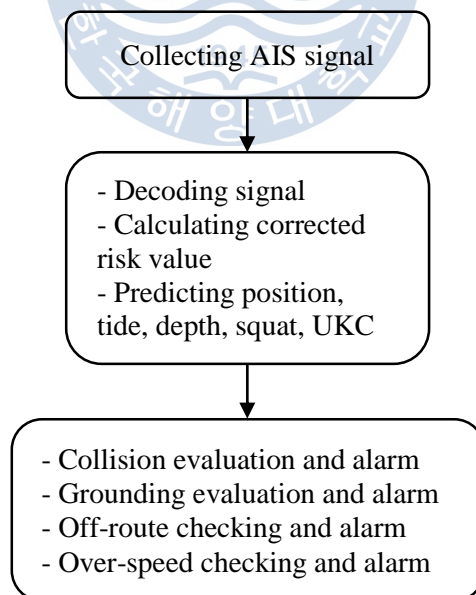 Collecting AIS signal
- Decoding signal
- Calculating corrected
risk value
- Predicting position,
tide, depth, squat, UKC
- Collision evaluation and alarm
- Grounding evaluation and alarm
- Off-route checking and alarm
- Over-speed checking and alarm